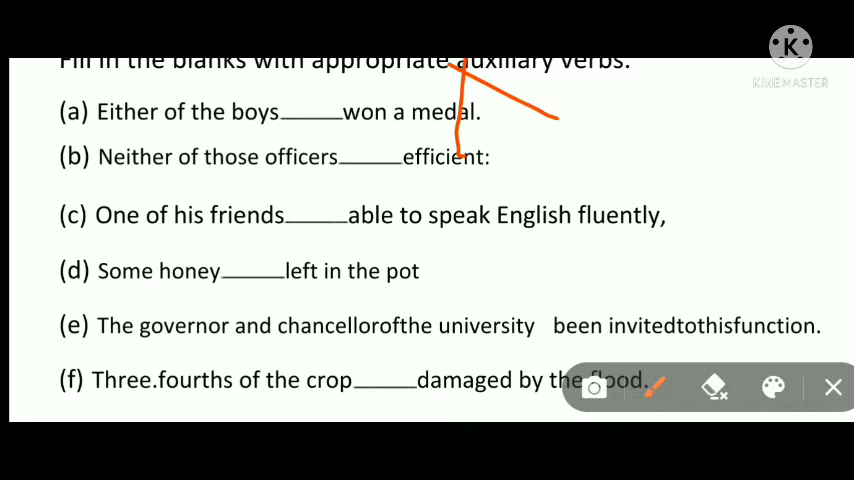 K
KINEMASTER
Fill in the blanks with appropriate auxiliary verbs.
(a) Either of the boys_____won a medal.
(b) Neither of those officers_____efficient:
(c) One of his friends_____able to speak English fluently,
(d) Some honey_____left in the pot
(e) The governor and chancellorofthe university been invitedtothisfunction.
(f) Three.fourths of the crop_____damaged by the flood.